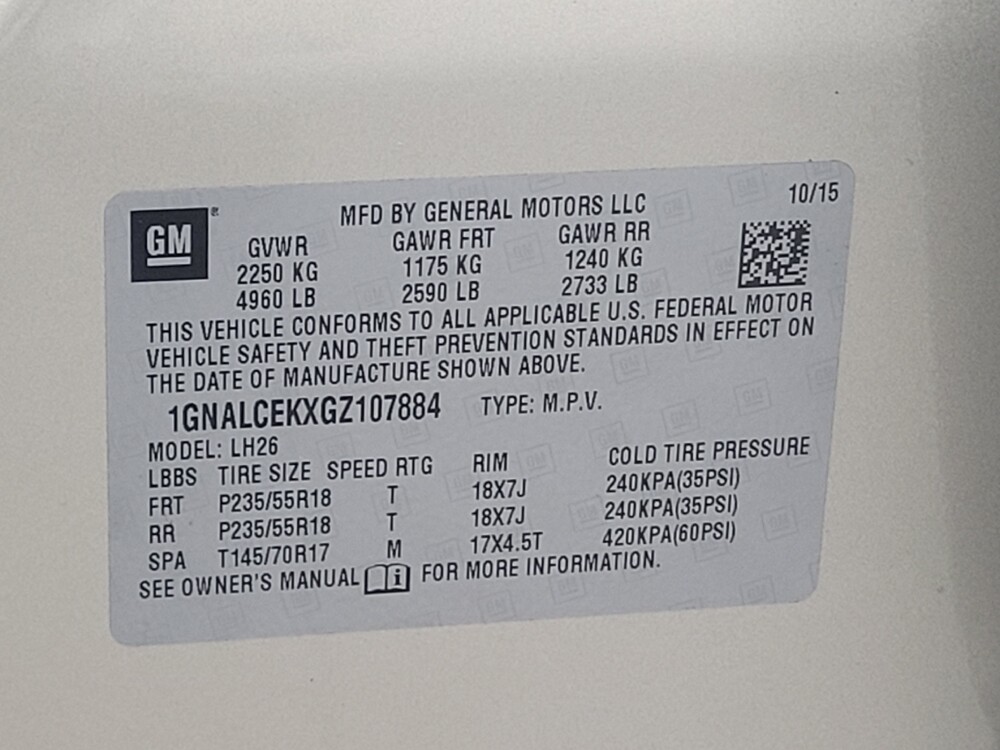 GM ®
MFD BY GENERAL MOTORS LLC 10/15
GVWR GAWR FRT GAWR RR
2250 KG 1175 KG 1240 KG
4960 LB 2590 LB 2733 LB
THIS VEHICLE CONFORMS TO ALL APPLICABLE U.S. FEDERAL MOTOR
VEHICLE SAFETY AND THEFT PREVENTION STANDARDS IN EFFECT ON
THE DATE OF MANUFACTURE SHOWN ABOVE.
1GNALCEKXGZ107884 TYPE: M.P.V.
MODEL: LH26
LBBS TIRE SIZE SPEED RTG RIM COLD TIRE PRESSURE
FRT P235/55R18 T 18X7J 240KPA(35PSI)
RR P235/55R18 T 18X7J 240KPA(35PSI)
SPA T145/70R17 M 17X4.5T 420KPA(60PSI)
SEE OWNER'S MANUAL i FOR MORE INFORMATION.